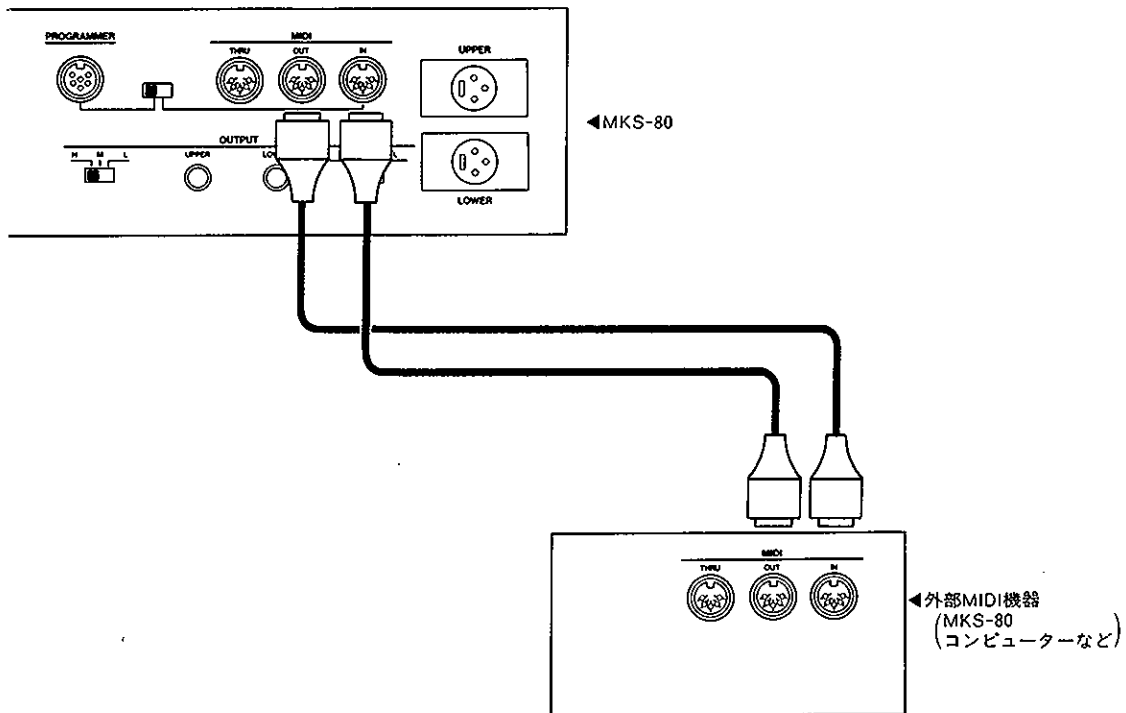 PROGRAMMER
MIDI
THRU OUT IN
UPPER
◀MKS-80
OUTPUT
H M L
UPPER
LOWER
MIDI
THRU OUT IN
◀外部MIDI機器
(MKS-80
コンピューターなど)